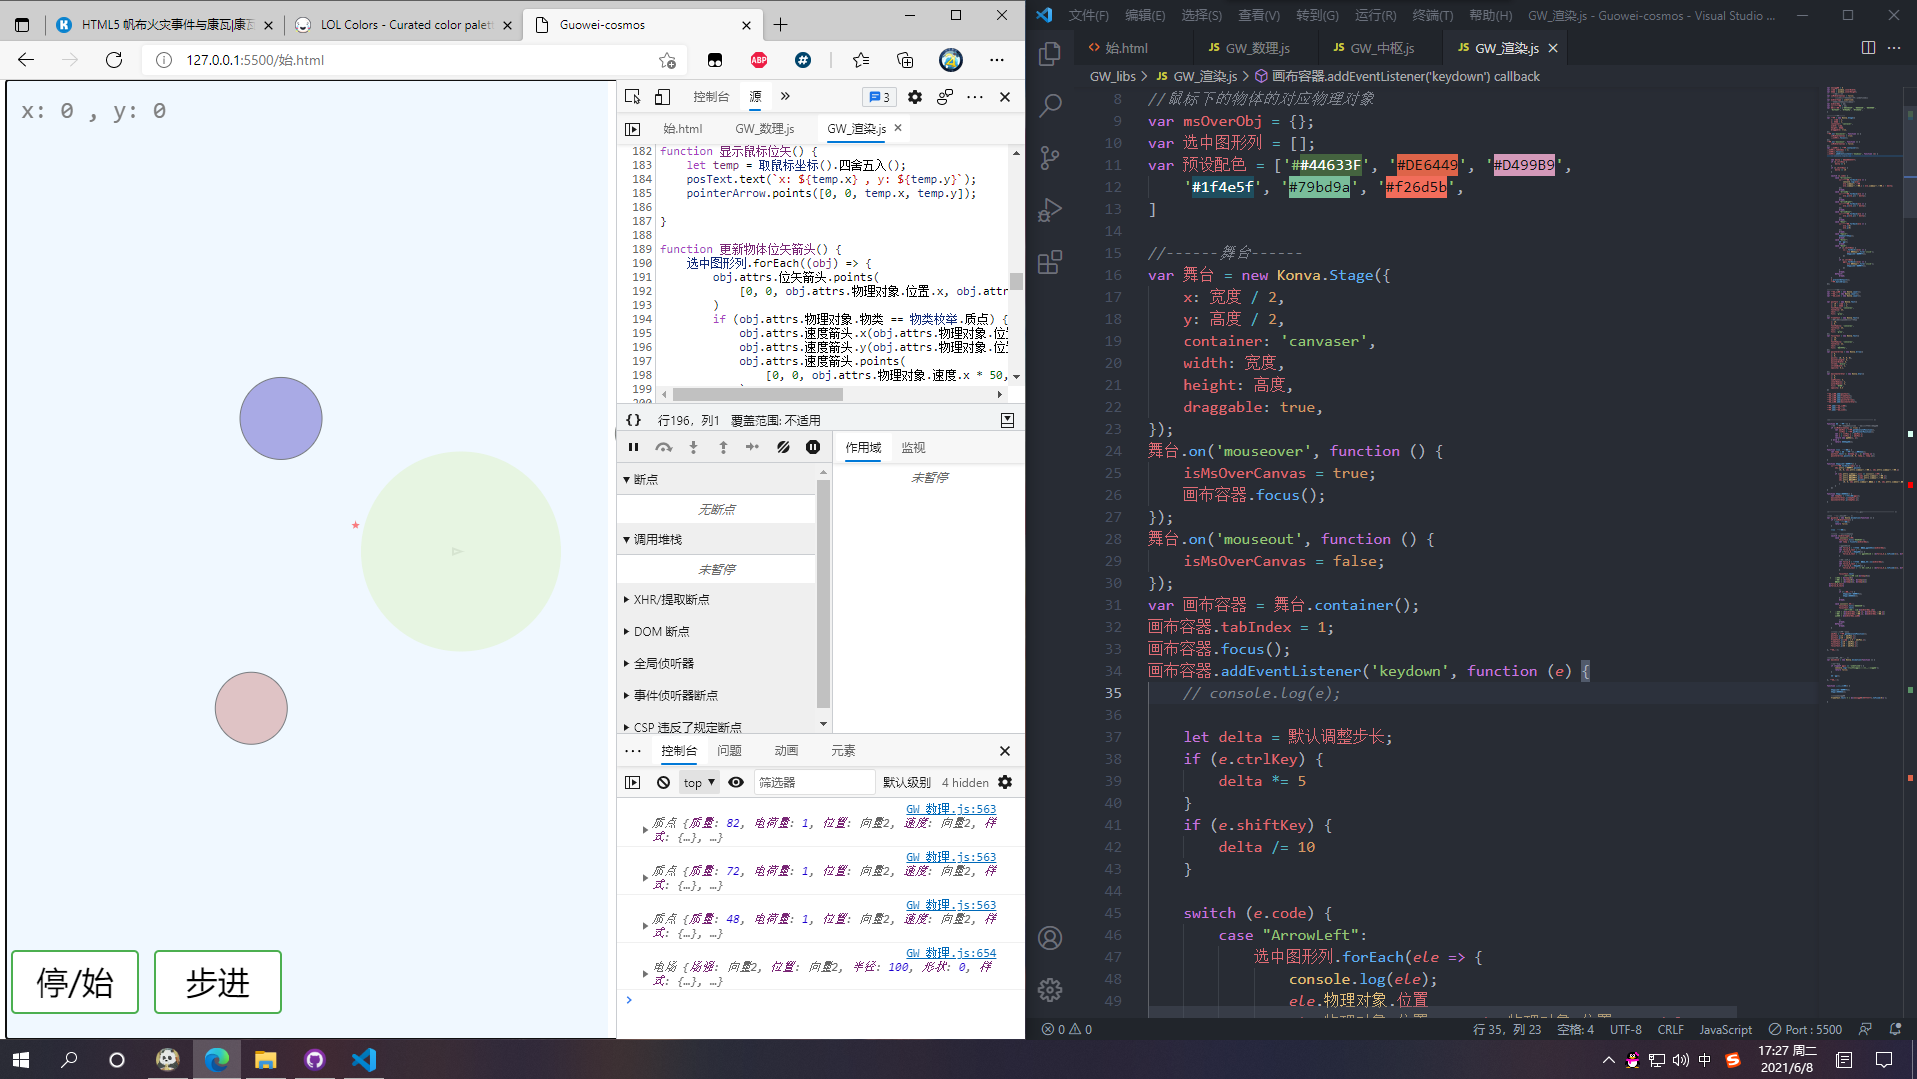 HTML5 帆布火灾事件与康瓦|康瓦
LOL Colors - Curated color palett
Guowei-cosmos
127.0.0.1:5500/始.html
x: 0 , y: 0
停/始
步进
控制台
源
3
始.html
GW_数理.js
GW_渲染.js
182 function 显示鼠标位矢() {
183 let temp = 取鼠标坐标().四舍五入();
184 posText.text(`x: ${temp.x} , y: ${temp.y}`);
185 pointerArrow.points([0, 0, temp.x, temp.y]);
186
187 }
188
189 function 更新物体位矢箭头() {
190 选中图形列.forEach((obj) => {
191 obj.attrs.位矢箭头.points(
192 [0, 0, obj.attrs.物理对象.位置.x, obj.attr
193 )
194 if (obj.attrs.物理对象.物类 == 物类枚举.质点) {
195 obj.attrs.速度箭头.x(obj.attrs.物理对象.位
196 obj.attrs.速度箭头.y(obj.attrs.物理对象.位
197 obj.attrs.速度箭头.points(
198 [0, 0, obj.attrs.物理对象.速度.x * 50,
199
{} 行196，列1 覆盖范围: 不适用
作用域
监视
断点
无断点
未暂停
调用堆栈
未暂停
XHR/提取断点
DOM 断点
全局侦听器
事件侦听器断点
CSP 违反了规定断点
控制台
问题
动画
元素
top
筛选器
默认级别
4 hidden
GW_数理.js:563
质点 {质量: 82, 电荷量: 1, 位置: 向量2, 速度: 向量2, 样
式: {…}, …}
GW_数理.js:563
质点 {质量: 72, 电荷量: 1, 位置: 向量2, 速度: 向量2, 样
式: {…}, …}
GW_数理.js:563
质点 {质量: 48, 电荷量: 1, 位置: 向量2, 速度: 向量2, 样
式: {…}, …}
GW_数理.js:654
电场 {场强: 向量2, 位置: 向量2, 半径: 100, 形状: 0, 样
式: {…}, …}
文件(F) 编辑(E) 选择(S) 查看(V) 转到(G) 运行(R) 终端(T) 帮助(H) GW_渲染.js - Guowei-cosmos - Visual Studio ...
始.html
JS GW_数理.js
JS GW_中枢.js
JS GW_渲染.js
GW_libs > JS GW_渲染.js > 画布容器.addEventListener('keydown') callback
8 //鼠标下的物体的对应物理对象
9 var msOverObj = {};
10 var 选中图形列 = [];
11 var 预设配色 = ['##44633F', '#DE6449', '#D499B9',
12 '#1f4e5f', '#79bd9a', '#f26d5b',
13 ]
14
15 //------舞台------
16 var 舞台 = new Konva.Stage({
17 x: 宽度 / 2,
18 y: 高度 / 2,
19 container: 'canvaser',
20 width: 宽度,
21 height: 高度,
22 draggable: true,
23 });
24 舞台.on('mouseover', function () {
25 isMsOverCanvas = true;
26 画布容器.focus();
27 });
28 舞台.on('mouseout', function () {
29 isMsOverCanvas = false;
30 });
31 var 画布容器 = 舞台.container();
32 画布容器.tabIndex = 1;
33 画布容器.focus();
34 画布容器.addEventListener('keydown', function (e) {
35 // console.log(e);
36
37 let delta = 默认调整步长;
38 if (e.ctrlKey) {
39 delta *= 5
40 }
41 if (e.shiftKey) {
42 delta /= 10
43 }
44
45 switch (e.code) {
46 case "ArrowLeft":
47 选中图形列.forEach(ele => {
48 console.log(ele);
49 ele.物理对象.位置
0 0
行 35，列 23 空格: 4 UTF-8 CRLF JavaScript Port : 5500
中
17:27 周二
2021/6/8